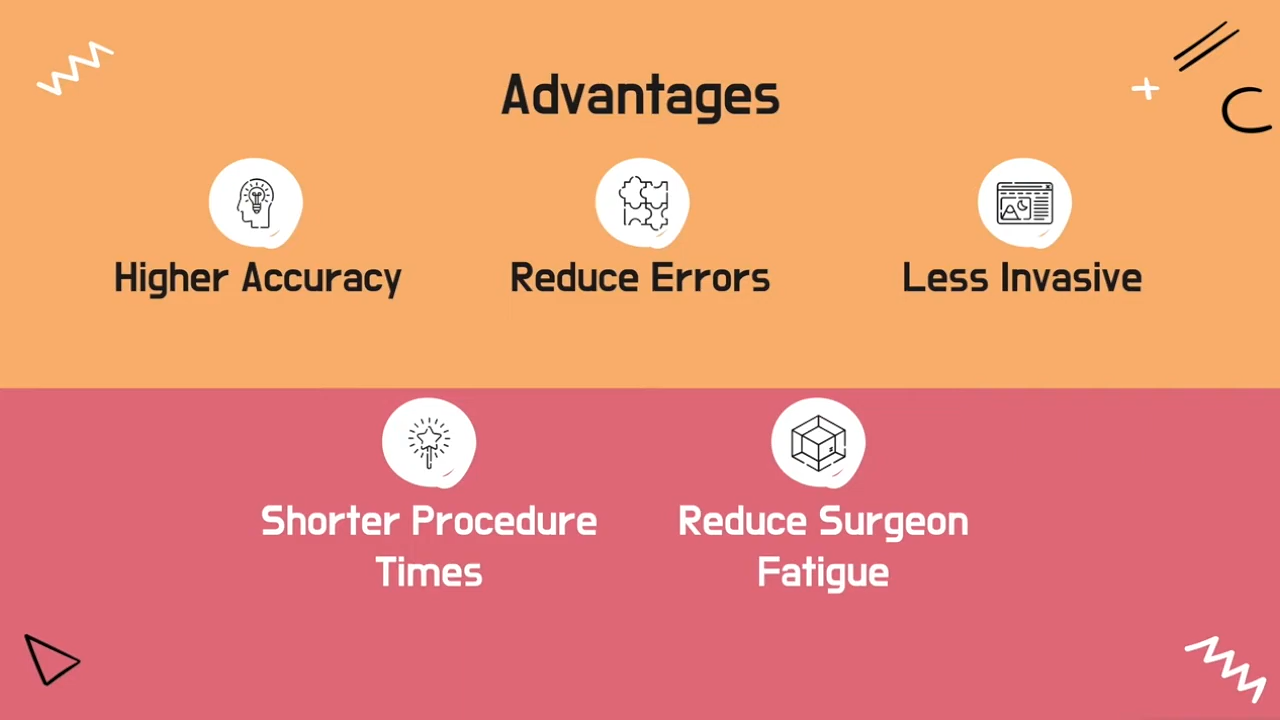 Advantages
Higher Accuracy
Reduce Errors
Less Invasive
Shorter Procedure
Times
Reduce Surgeon
Fatigue